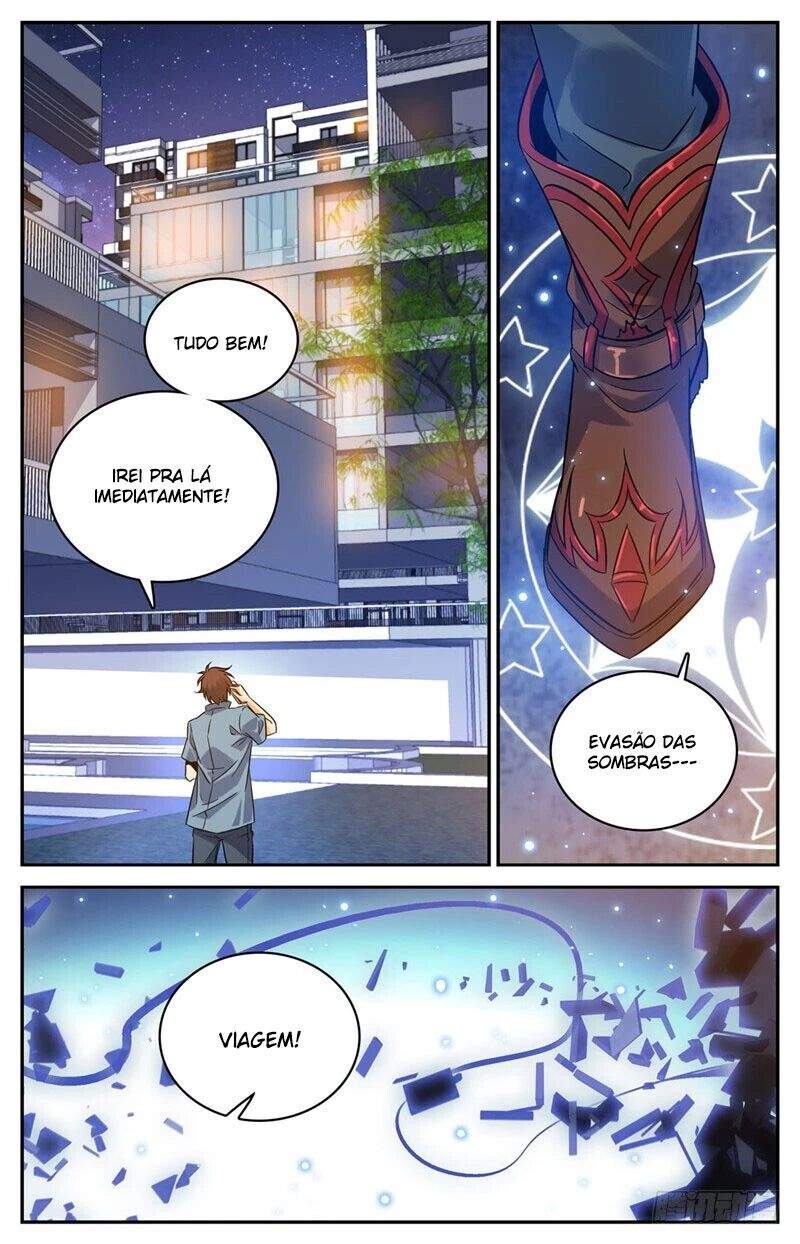 TUDO BEM!
IREI PRA LÁ
IMEDIATAMENTE!
EVASÃO DAS
SOMBRAS---
VIAGEM!